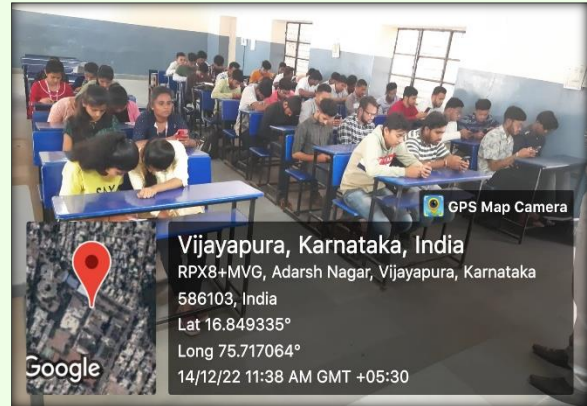 GPS Map Camera
Vijayapura, Karnataka, India
RPX8+MVG, Adarsh Nagar, Vijayapura, Karnataka
586103, India
Lat 16.849335°
Long 75.717064°
14/12/22 11:38 AM GMT +05:30
Google